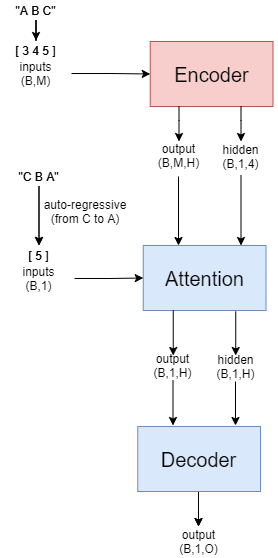 "A B C"
[ 3 4 5 ]
inputs
(B,M)
Encoder
output
(B,M,H)
hidden
(B,1,4)
"C B A"
auto-regressive
(from C to A)
[ 5 ]
inputs
(B,1)
Attention
output
(B,1,H)
hidden
(B,1,H)
Decoder
output
(B,1,O)